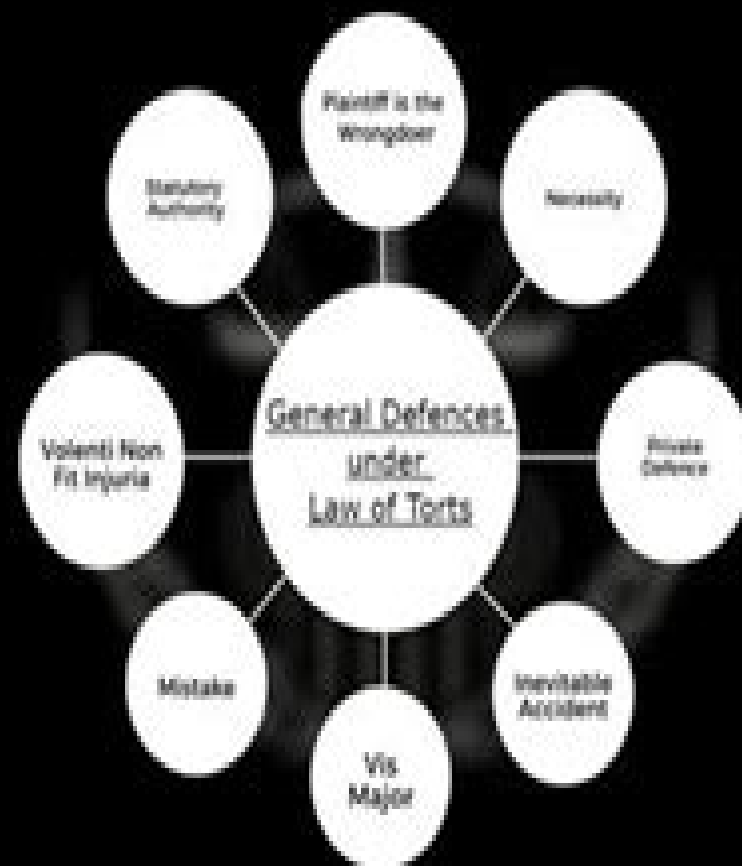 Plaintiff is the
Wrongdoer
Statutory
Authority
Necessity
General Defences
under
Law of Torts
Volenti Non
Fit Injuria
Private
Defence
Mistake
Inevitable
Accident
Vis
Major